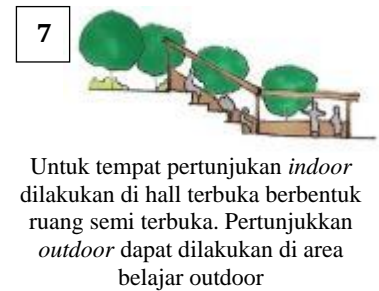 7
Untuk tempat pertunjukan indoor
dilakukan di hall terbuka berbentuk
ruang semi terbuka. Pertunjukkan
outdoor dapat dilakukan di area
belajar outdoor